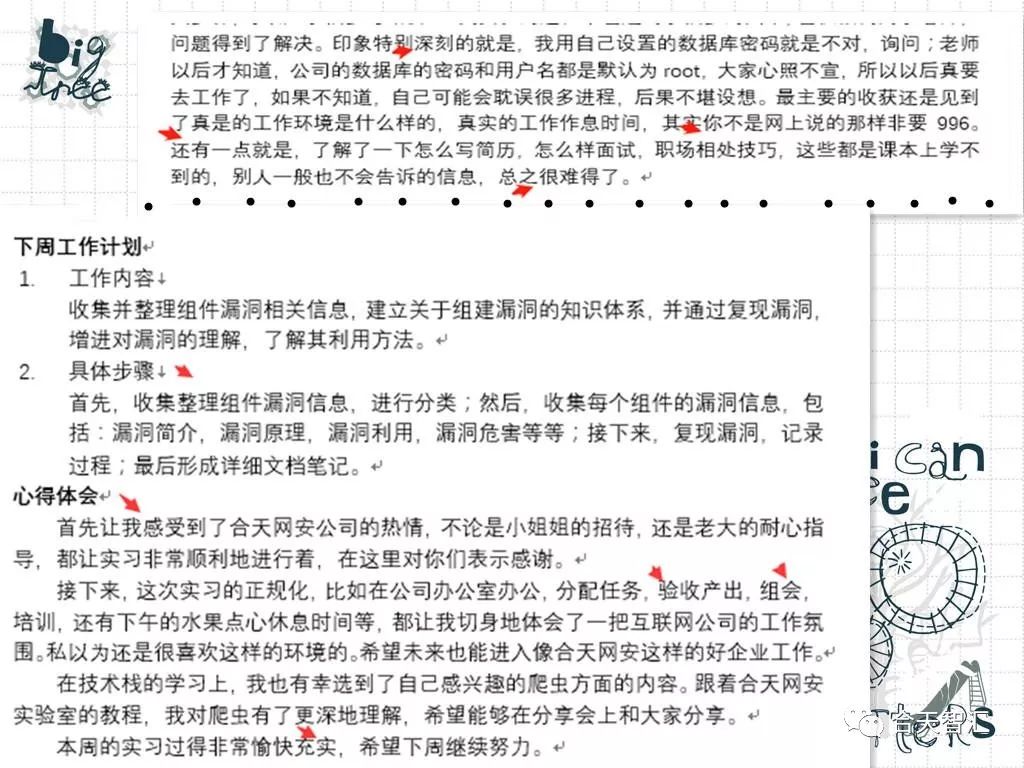 big
tree
问题得到了解决。印象特别深刻的就是，我用自己设置的数据库密码就是不对，询问；老师
以后才知道，公司的数据库的密码和用户名都是默认为 root，大家心照不宣，所以以后真要
去工作了，如果不知道，自己可能会耽误很多进程，后果不堪设想。最主要的收获还是见到
了真是的工作环境是什么样的，真实的工作作息时间，其实你不是网上说的那样非要 996。
还有一点就是，了解了一下怎么写简历，怎么样面试，职场相处技巧，这些都是课本上学不
到的，别人一般也不会告诉的信息，总之很难得了。
下周工作计划
1. 工作内容
收集并整理组件漏洞相关信息，建立关于组建漏洞的知识体系，并通过复现漏洞，
增进对漏洞的理解，了解其利用方法。
2. 具体步骤
首先，收集整理组件漏洞信息，进行分类；然后，收集每个组件的漏洞信息，包
括：漏洞简介，漏洞原理，漏洞利用，漏洞危害等等；接下来，复现漏洞，记录
过程；最后形成详细文档笔记。
心得体会
首先让我感受到了合天网安公司的热情，不论是小姐姐的招待，还是老大的耐心指
导，都让实习非常顺利地进行着，在这里对你们表示感谢。
接下来，这次实习的正规化，比如在公司办公室办公，分配任务，验收产出，组会，
培训，还有下午的水果点心休息时间等，都让我切身地体会了一把互联网公司的工作氛
围。私以为还是很喜欢这样的环境的。希望未来也能进入像合天网安这样的好企业工作。
在技术栈的学习上，我也有幸选到了自己感兴趣的爬虫方面的内容。跟着合天网安
实验室的教程，我对爬虫有了更深地理解，希望能够在分享会上和大家分享。
本周的实习过得非常愉快充实，希望下周继续努力。
i can
ee
合天智汇